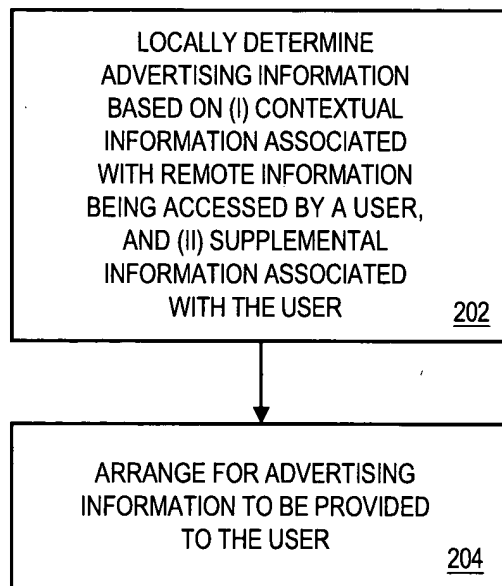 LOCALLY DETERMINE
ADVERTISING INFORMATION
BASED ON (I) CONTEXTUAL
INFORMATION ASSOCIATED
WITH REMOTE INFORMATION
BEING ACCESSED BY A USER,
AND (II) SUPPLEMENTAL
INFORMATION ASSOCIATED
WITH THE USER
202
ARRANGE FOR ADVERTISING
INFORMATION TO BE PROVIDED
TO THE USER
204